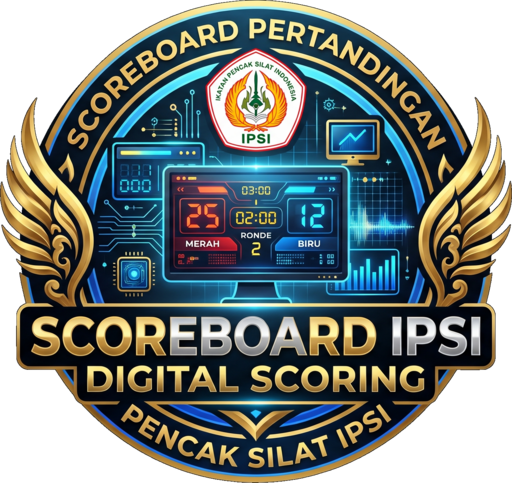 SCOREBOARD PERTANDINGAN
IKATAN PENCAK SILAT INDONESIA
IPSI
03:00
25
02:00
12
MERAH
RONDE
2
BIRU
SCOREBOARD IPSI
DIGITAL SCORING
PENCAK SILAT IPSI